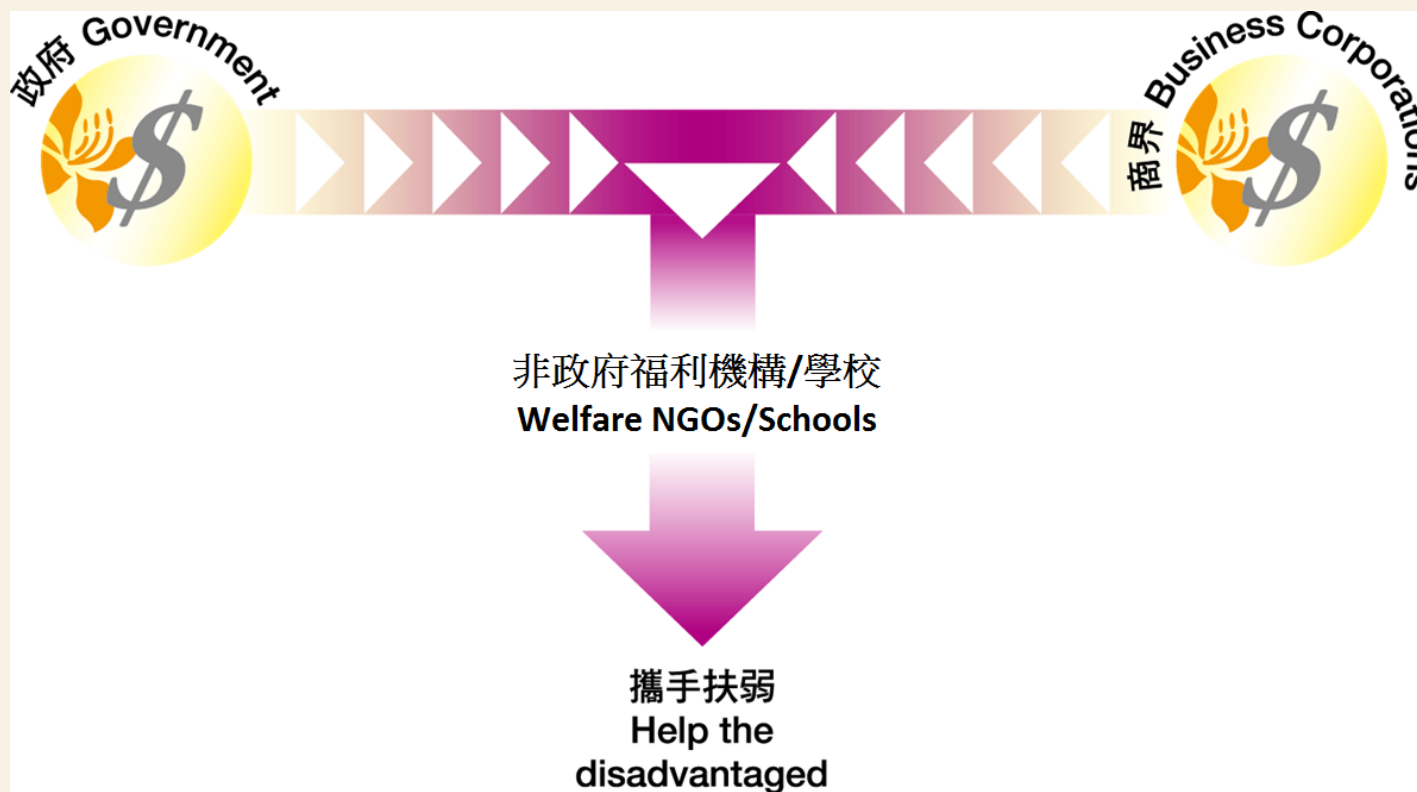 政府 Government
$
商界 Business Corporations
$
非政府福利機構/學校
Welfare NGOs/Schools
攜手扶弱
Help the
disadvantaged